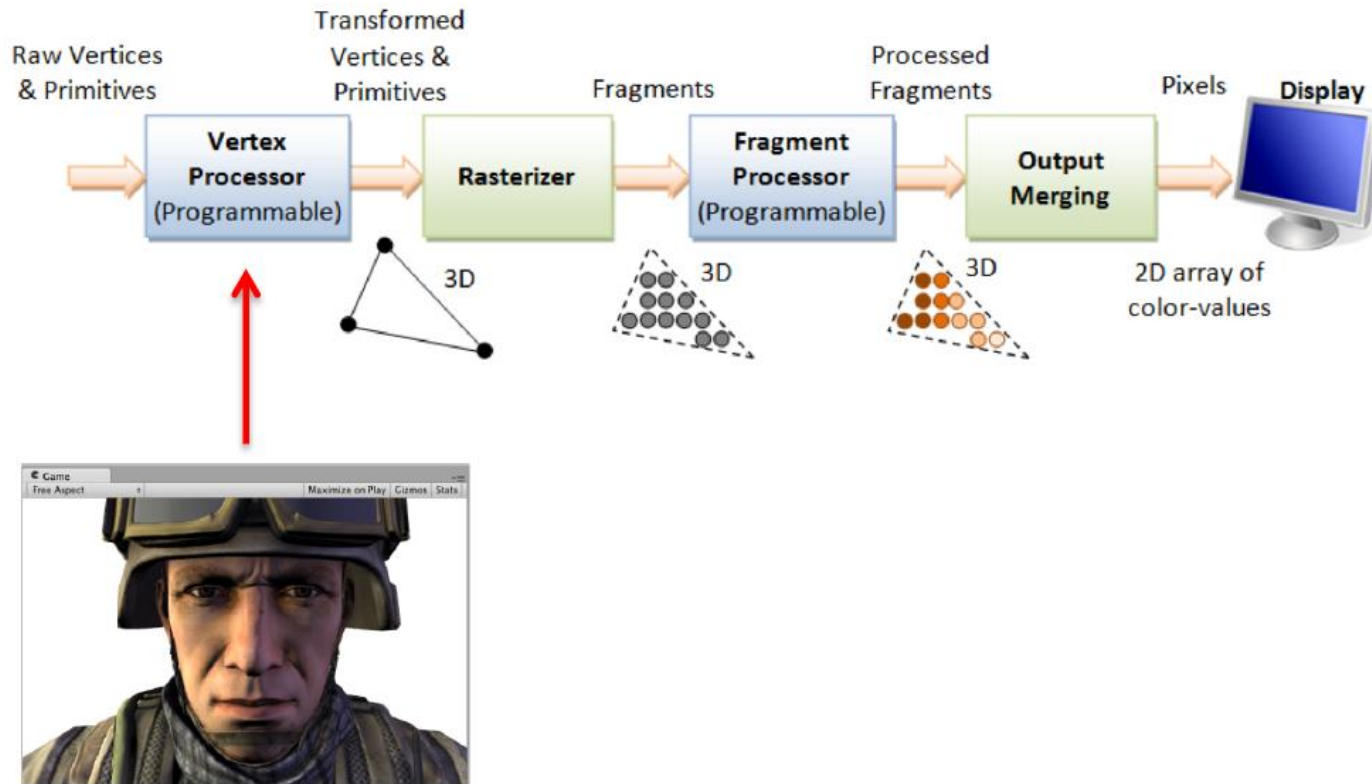 Raw Vertices
& Primitives
Transformed
Vertices &
Primitives
Fragments
Processed
Fragments
Pixels
Display
Vertex
Processor
(Programmable)
Rasterizer
Fragment
Processor
(Programmable)
Output
Merging
3D
3D
3D
2D array of
color-values
Game
Free Aspect
Maximize on Play Gizmos Stats